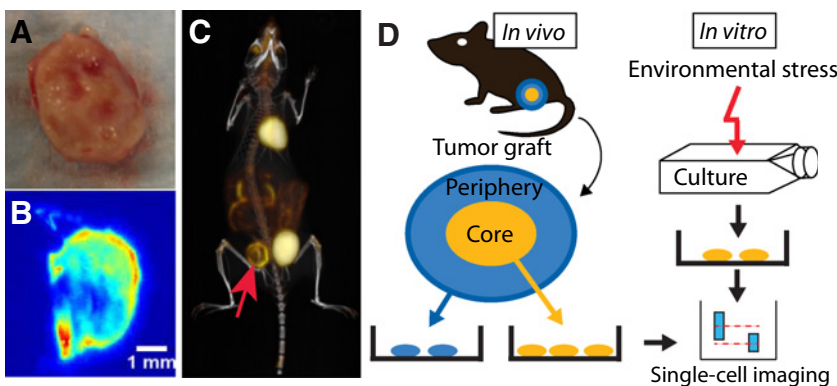 A
B
1 mm
C
D
In vivo
Tumor graft
Periphery
Core
In vitro
Environmental stress
Culture
Single-cell imaging